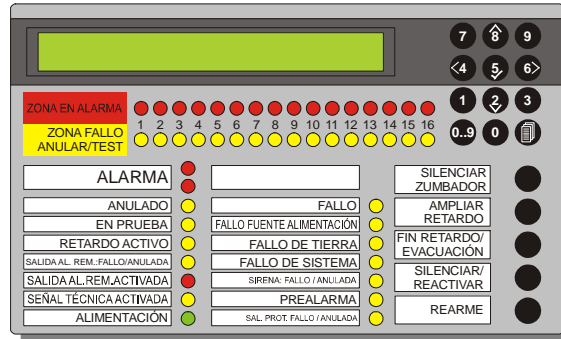 7 8 9
<4 5 6>
1 2 3
0..9 0
ZONA EN ALARMA
1 2 3 4 5 6 7 8 9 10 11 12 13 14 15 16
ZONA FALLO
ANULAR/TEST
ALARMA
ANULADO
EN PRUEBA
RETARDO ACTIVO
SALIDA AL. REM.:FALLO/ANULADA
SALIDA AL.REM.ACTIVADA
SEÑAL TÉCNICA ACTIVADA
ALIMENTACIÓN
FALLO
FALLO FUENTE ALIMENTACIÓN
FALLO DE TIERRA
FALLO DE SISTEMA
SIRENA: FALLO / ANULADA
PREALARMA
SAL. PROT. FALLO / ANULADA
SILENCIAR
ZUMBADOR
AMPLIAR
RETARDO
FIN RETARDO/
EVACUACIÓN
SILENCIAR/
REACTIVAR
REARME